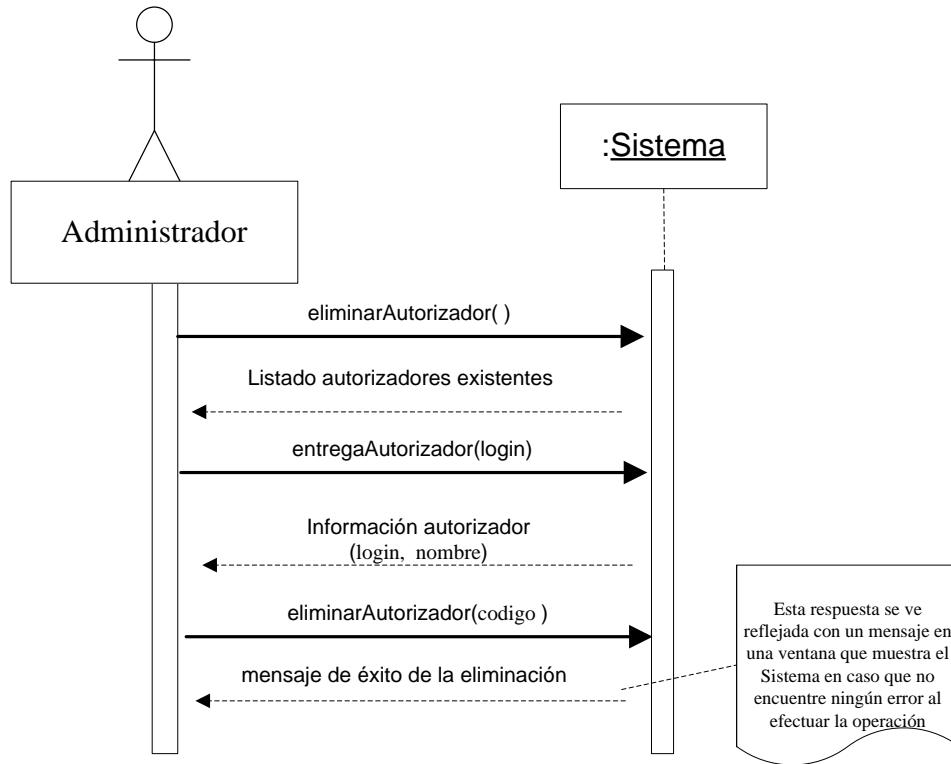 :Sistema
Administrador
eliminarAutorizador( )
Listado autorizadores existentes
entregaAutorizador(login)
Información autorizador
(login, nombre)
eliminarAutorizador(codigo )
mensaje de éxito de la eliminación
Esta respuesta se ve
reflejada con un mensaje en
una ventana que muestra el
Sistema en caso que no
encuentre ningún error al
efectuar la operación